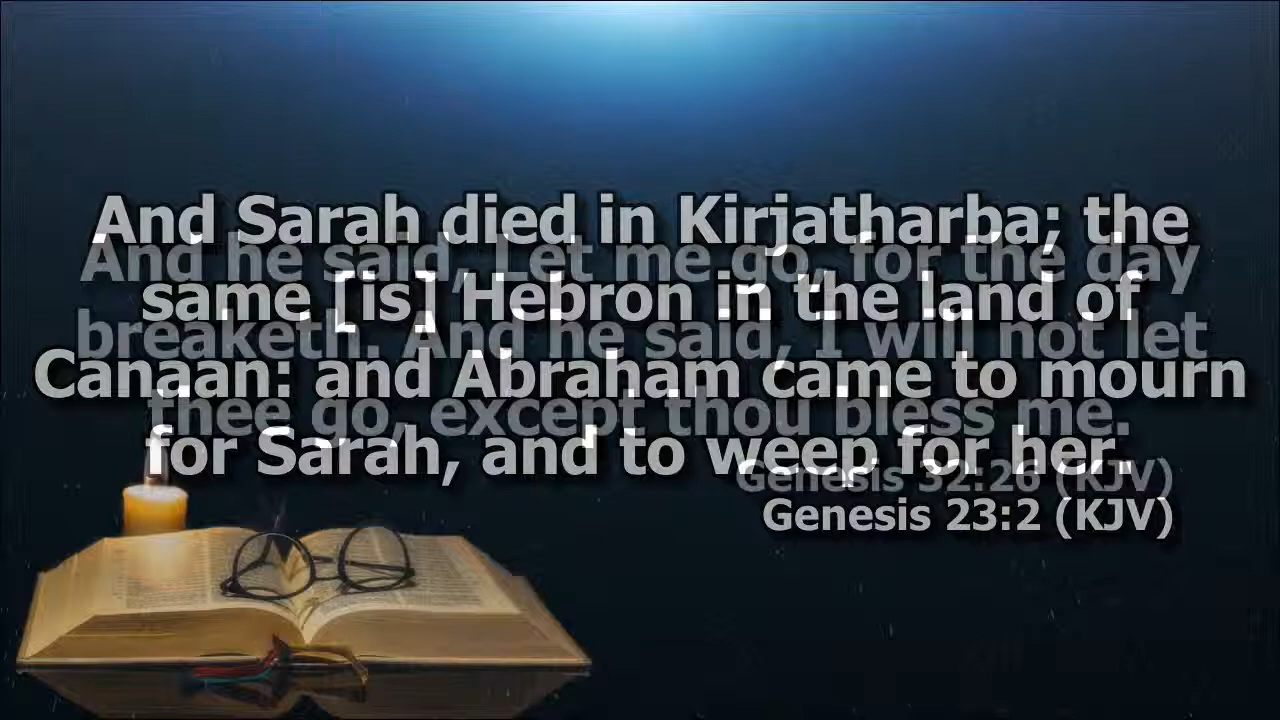 And Sarah died in Kirjatharba; the
same [is] Hebron in the land of
Canaan: and Abraham came to mourn
for Sarah, and to weep for her.
Genesis 23:2 (KJV)
And he said, Let me go, for the day
breaketh. And he said, I will not let
thee go, except thou bless me.
Genesis 32:26 (KJV)